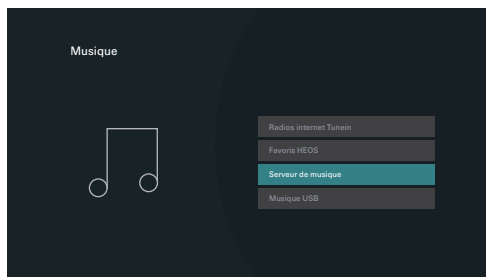 Musique
Radios internet Tunein
Favoris HEOS
Serveur de musique
Musique USB